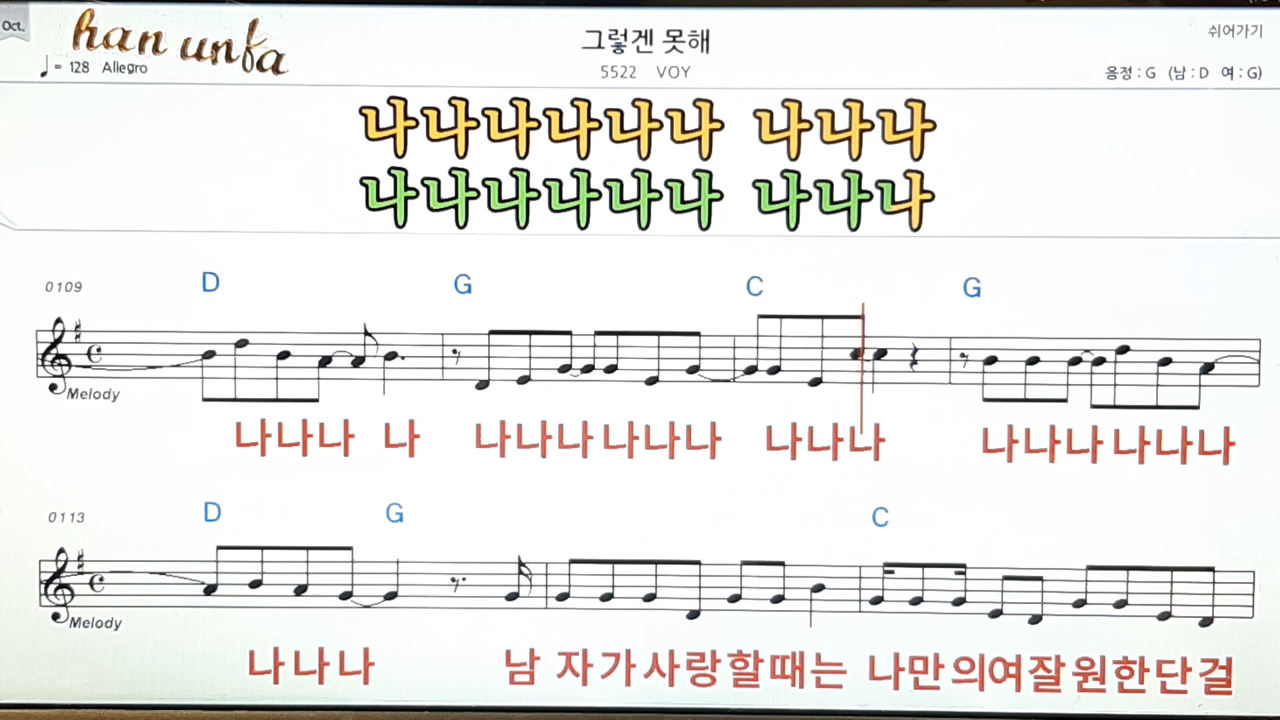 Oct. han unfa
그렇겐 못해
쉬어가기
♩= 128 Allegro
5522 VOY
음정 : G (남 : D 여 : G)
나나나나나나 나나나
나나나나나나 나나나
0109 D G C G
Melody
나나나 나 나나나나나나 나나나 나나나나나나
0113 D G C
Melody
나나나 남 자가사랑할때는 나만의여잘원한단걸